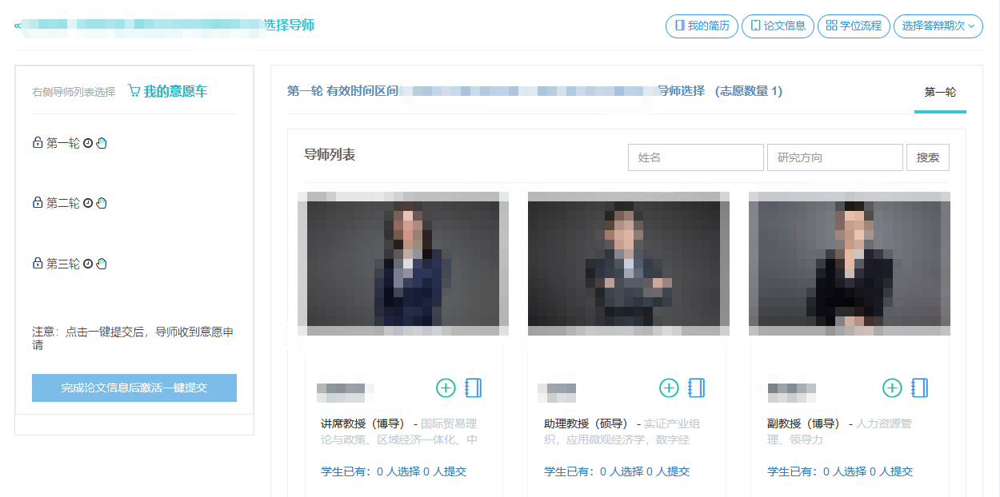 选择导师
我的简历 论文信息 学位流程 选择答辩期次
右侧导师列表选择 我的意愿车
第一轮
第二轮
第三轮
注意：点击一键提交后，导师收到意愿申
请
完成论文信息后激活一键提交
第一轮 有效时间区间 导师选择 (志愿数量 1)
第一轮
导师列表
姓名 研究方向 搜索
讲席教授（博导） - 国际贸易理
论与政策、区域经济一体化、中
学生已有：0 人选择 0 人提交
助理教授（硕导） - 实证产业组
织，应用微观经济学，数字经
学生已有：0 人选择 0 人提交
副教授（博导） - 人力资源管
理、领导力
学生已有：0 人选择 0 人提交